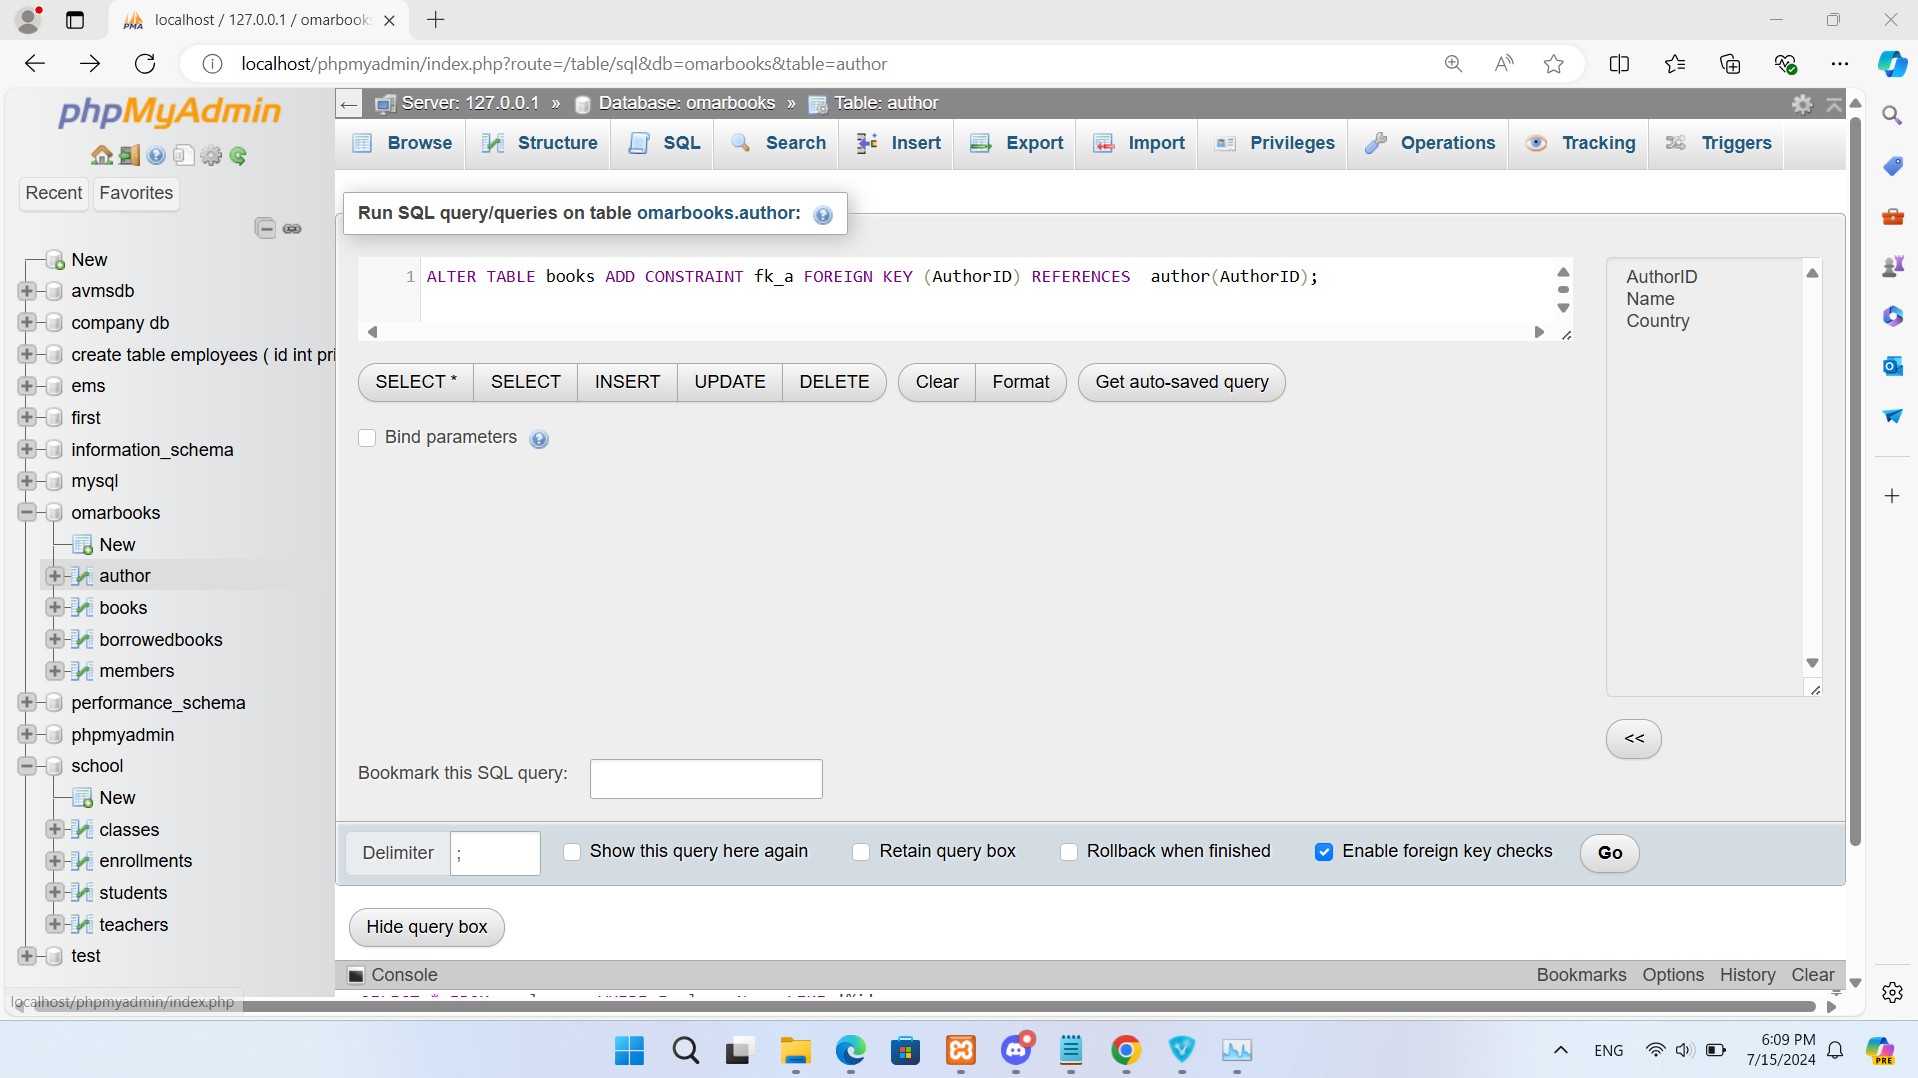 localhost / 127.0.0.1 / omarbook
localhost/phpmyadmin/index.php?route=/table/sql&db=omarbooks&table=author
phpMyAdmin
Recent
Favorites
New
avmsdb
company db
create table employees ( id int pri
ems
first
information_schema
mysql
omarbooks
New
author
books
borrowedbooks
members
performance_schema
phpmyadmin
school
New
classes
enrollments
students
teachers
test
localhost/phpmyadmin/index.php
Server: 127.0.0.1 » Database: omarbooks » Table: author
Browse Structure SQL Search Insert Export Import Privileges Operations Tracking Triggers
Run SQL query/queries on table omarbooks.author:
1 ALTER TABLE books ADD CONSTRAINT fk_a FOREIGN KEY (AuthorID) REFERENCES  author(AuthorID);
AuthorID
Name
Country
SELECT * SELECT INSERT UPDATE DELETE Clear Format Get auto-saved query
Bind parameters
<<
Bookmark this SQL query:
Delimiter ; Show this query here again Retain query box Rollback when finished Enable foreign key checks Go
Hide query box
Console Bookmarks Options History Clear
ENG
6:09 PM
7/15/2024
PRE